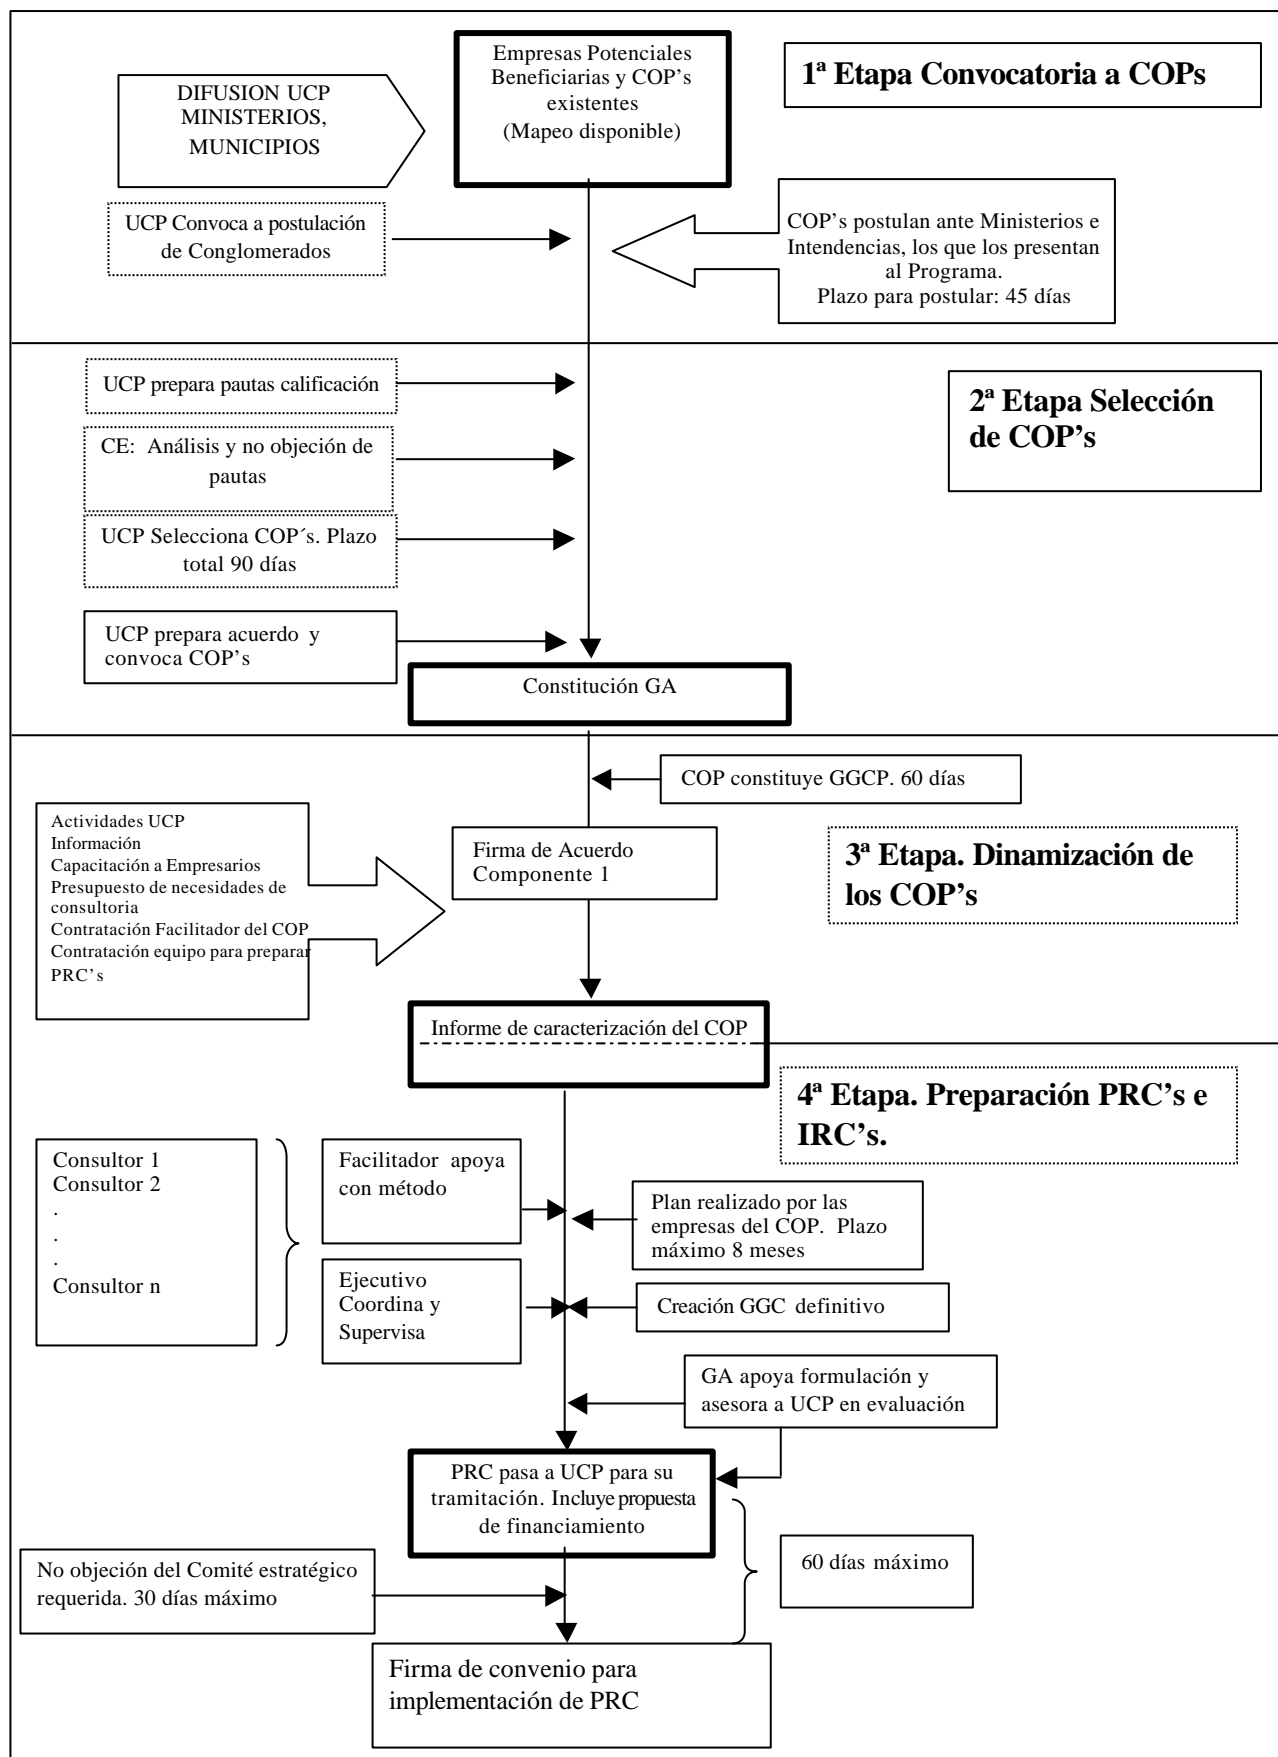 Empresas Potenciales
Beneficiarias y COP’s
existentes
(Mapeo disponible)
1ª Etapa Convocatoria a COPs
DIFUSION UCP
MINISTERIOS,
MUNICIPIOS
UCP Convoca a postulación
de Conglomerados
COP’s postulan ante Ministerios e
Intendencias, los que los presentan
al Programa.
Plazo para postular: 45 días
UCP prepara pautas calificación
2ª Etapa Selección
de COP’s
CE: Análisis y no objeción de
pautas
UCP Selecciona COP´s. Plazo
total 90 días
UCP prepara acuerdo y
convoca COP’s
Constitución GA
COP constituye GGCP. 60 días
Actividades UCP
Información
Capacitación a Empresarios
Presupuesto de necesidades de
consultoria
Contratación Facilitador del COP
Contratación equipo para preparar
PRC’s
Firma de Acuerdo
Componente 1
3ª Etapa. Dinamización de
los COP’s
Informe de caracterización del COP
4ª Etapa. Preparación PRC’s e
IRC’s.
Consultor 1
Consultor 2
.
.
.
Consultor n
Facilitador apoya
con método
Plan realizado por las
empresas del COP. Plazo
máximo 8 meses
Ejecutivo
Coordina y
Supervisa
Creación GGC definitivo
GA apoya formulación y
asesora a UCP en evaluación
PRC pasa a UCP para su
tramitación. Incluye propuesta
de financiamiento
60 días máximo
No objeción del Comité estratégico
requerida. 30 días máximo
Firma de convenio para
implementación de PRC